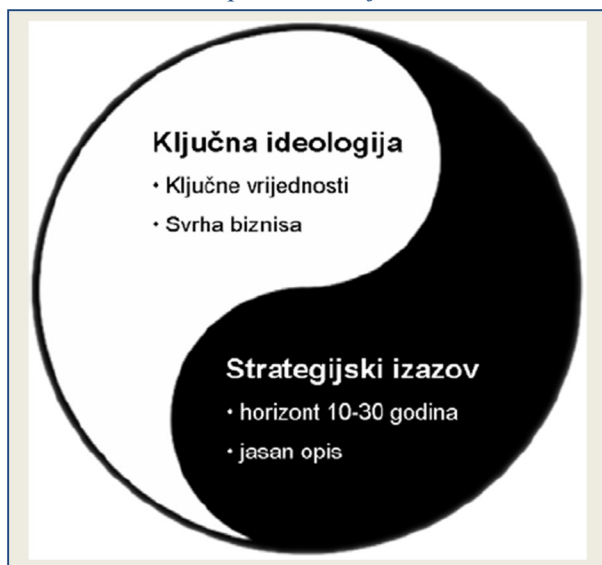 Ključna ideologija
• Ključne vrijednosti
• Svrha biznisa
Strategijski izazov
• horizont 10-30 godina
• jasan opis